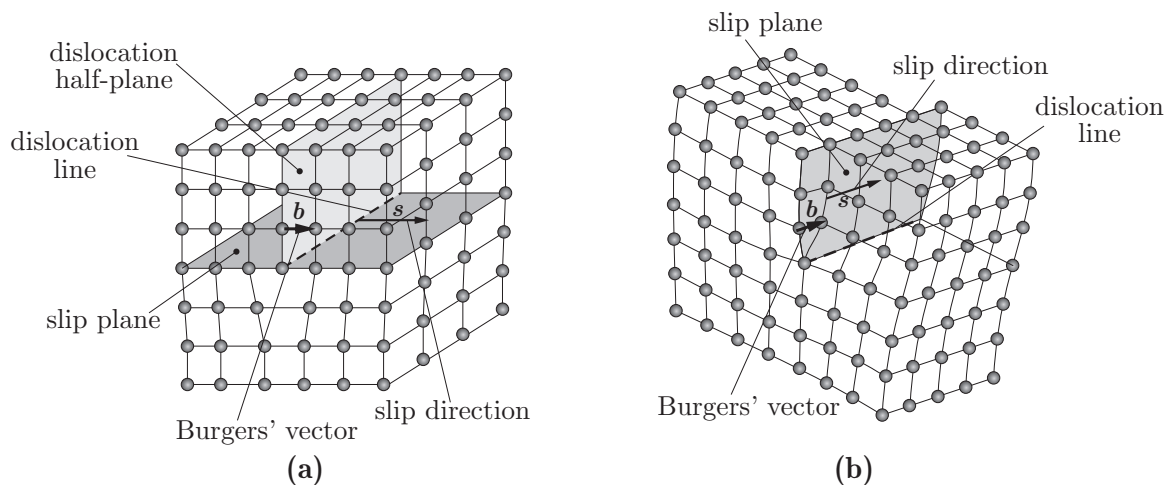 dislocation
half-plane
dislocation
line
b
s
slip plane
Burgers’ vector
slip direction
(a)
slip plane
slip direction
dislocation
line
b
s
Burgers’ vector
(b)